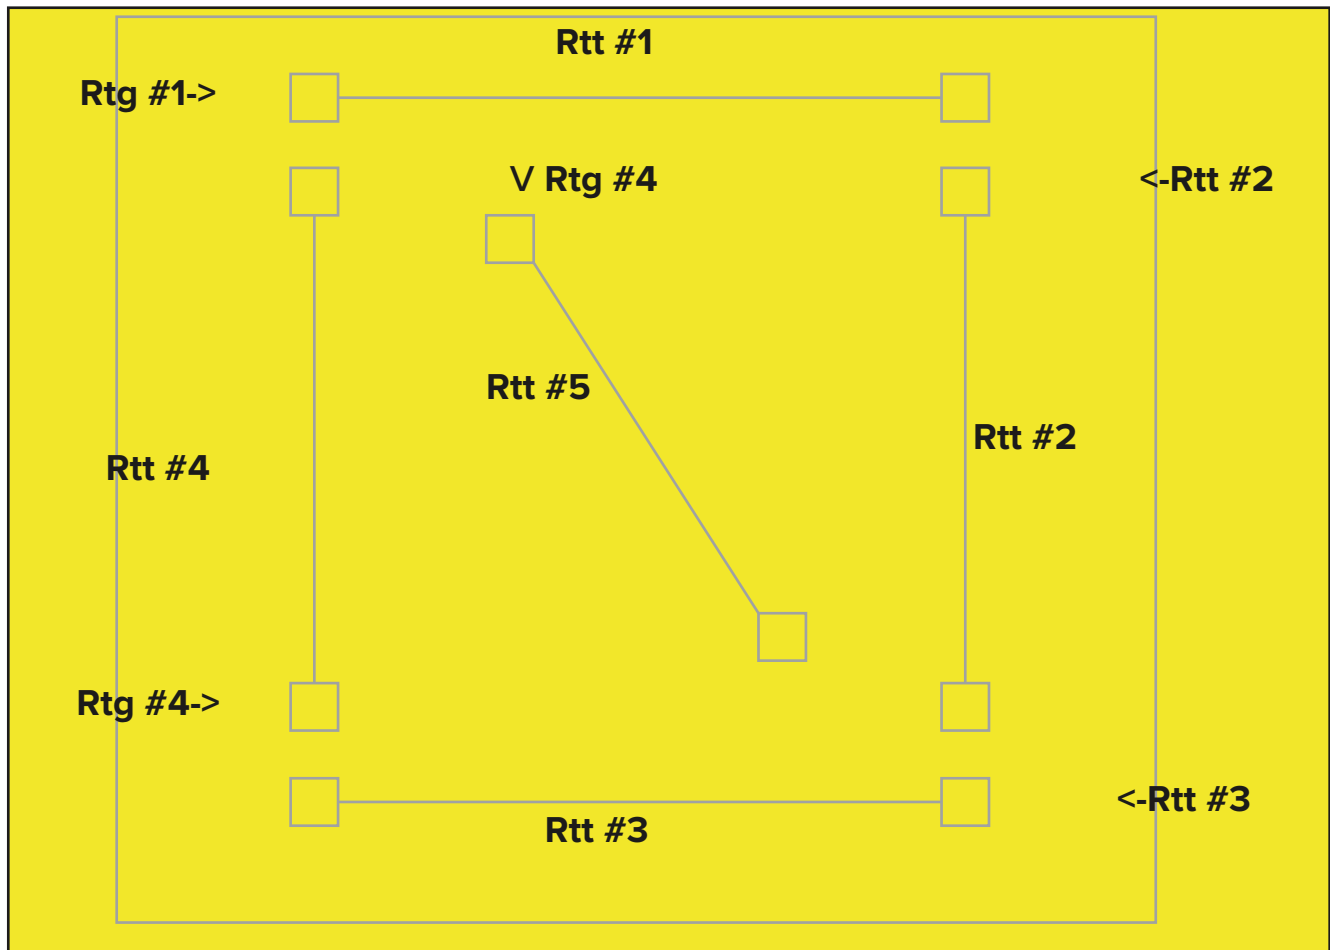 Rtt #1
Rtg #1->
V Rtg #4
<-Rtt #2
Rtt #5
Rtt #2
Rtt #4
Rtg #4->
<-Rtt #3
Rtt #3